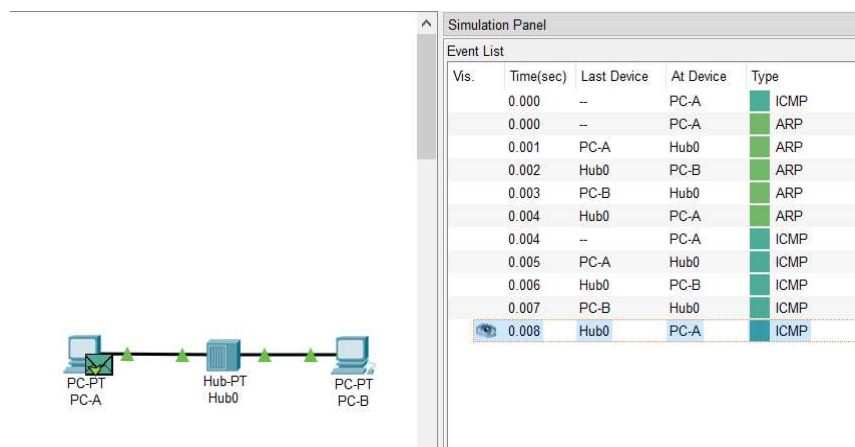 Simulation Panel
Event List
Vis. Time(sec) Last Device At Device Type
0.000 -- PC-A ICMP
0.000 -- PC-A ARP
0.001 PC-A Hub0 ARP
0.002 Hub0 PC-B ARP
0.003 PC-B Hub0 ARP
0.004 Hub0 PC-A ARP
0.004 -- PC-A ICMP
0.005 PC-A Hub0 ICMP
0.006 Hub0 PC-B ICMP
0.007 PC-B Hub0 ICMP
0.008 Hub0 PC-A ICMP
PC-PT
PC-A
Hub-PT
Hub0
PC-PT
PC-B